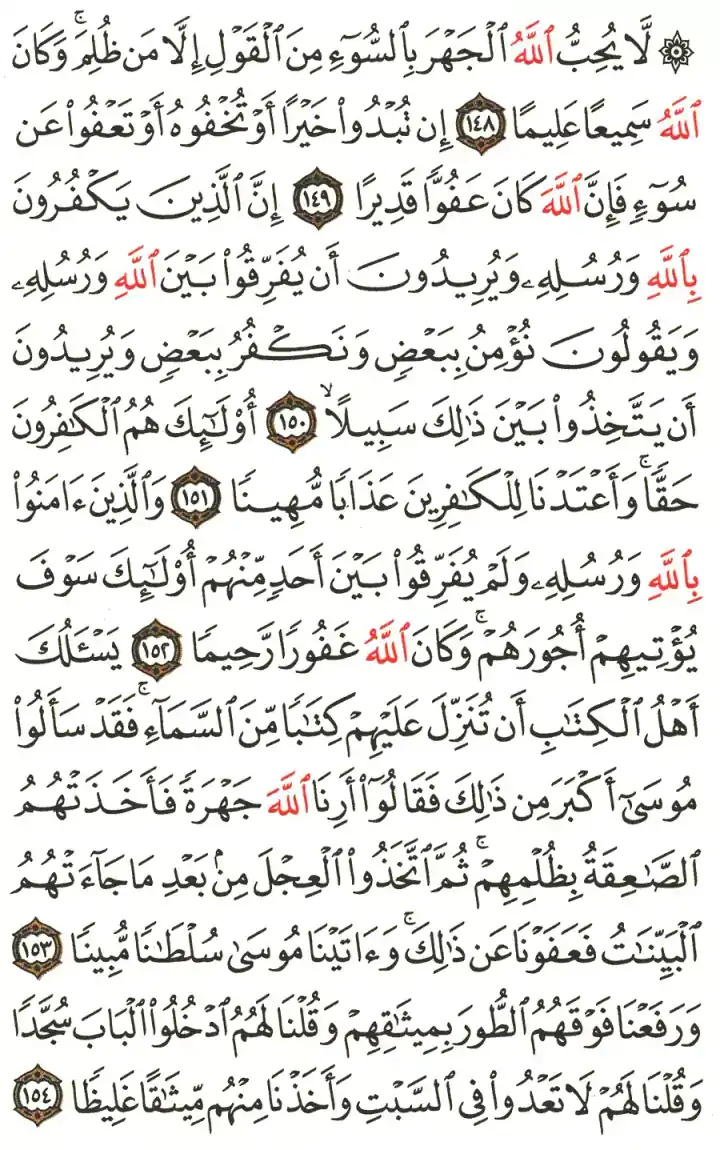 ۞ لَّا يُحِبُّ ٱللَّهُ ٱلْجَهْرَ بِٱلسُّوٓءِ مِنَ ٱلْقَوْلِ إِلَّا مَن ظُلِمَ ۚ وَكَانَ
ٱللَّهُ سَمِيعًا عَلِيمًا ١٤٨ إِن تُبْدُوا۟ خَيْرًا أَوْ تُخْفُوهُ أَوْ تَعْفُوا۟ عَن
سُوٓءٍ فَإِنَّ ٱللَّهَ كَانَ عَفُوًّا قَدِيرًا ١٤٩ إِنَّ ٱلَّذِينَ يَكْفُرُونَ
بِٱللَّهِ وَرُسُلِهِۦ وَيُرِيدُونَ أَن يُفَرِّقُوا۟ بَيْنَ ٱللَّهِ وَرُسُلِهِۦ
وَيَقُولُونَ نُؤْمِنُ بِبَعْضٍ وَنَكْفُرُ بِبَعْضٍ وَيُرِيدُونَ
أَن يَتَّخِذُوا۟ بَيْنَ ذَٰلِكَ سَبِيلًا ۙ ١٥٠ أُو۟لَٰٓئِكَ هُمُ ٱلْكَٰفِرُونَ
حَقًّا ۚ وَأَعْتَدْنَا لِلْكَٰفِرِينَ عَذَابًا مُّهِينًا ١٥١ وَٱلَّذِينَ ءَامَنُوا۟
بِٱللَّهِ وَرُسُلِهِۦ وَلَمْ يُفَرِّقُوا۟ بَيْنَ أَحَدٍ مِّنْهُمْ أُو۟لَٰٓئِكَ سَوْفَ
يُؤْتِيهِمْ أُجُورَهُمْ ۗ وَكَانَ ٱللَّهُ غَفُورًا رَّحِيمًا ١٥٢ يَسْـَٔلُكَ
أَهْلُ ٱلْكِتَٰبِ أَن تُنَزِّلَ عَلَيْهِمْ كِتَٰبًا مِّنَ ٱلسَّمَآءِ ۚ فَقَدْ سَأَلُوا۟
مُوسَىٰٓ أَكْبَرَ مِن ذَٰلِكَ فَقَالُوٓا۟ أَرِنَا ٱللَّهَ جَهْرَةً فَأَخَذَتْهُمُ
ٱلصَّٰعِقَةُ بِظُلْمِهِمْ ۚ ثُمَّ ٱتَّخَذُوا۟ ٱلْعِجْلَ مِنۢ بَعْدِ مَا جَآءَتْهُمُ
ٱلْبَيِّنَٰتُ فَعَفَوْنَا عَن ذَٰلِكَ ۚ وَءَاتَيْنَا مُوسَىٰ سُلْطَٰنًا مُّبِينًا ١٥٣
وَرَفَعْنَا فَوْقَهُمُ ٱلطُّورَ بِمِيثَٰقِهِمْ وَقُلْنَا لَهُمُ ٱدْخُلُوا۟ ٱلْبَابَ سُجَّدًا
وَقُلْنَا لَهُمْ لَا تَعْدُوا۟ فِى ٱلسَّبْتِ وَأَخَذْنَا مِنْهُم مِّيثَٰقًا غَلِيظًا ١٥٤